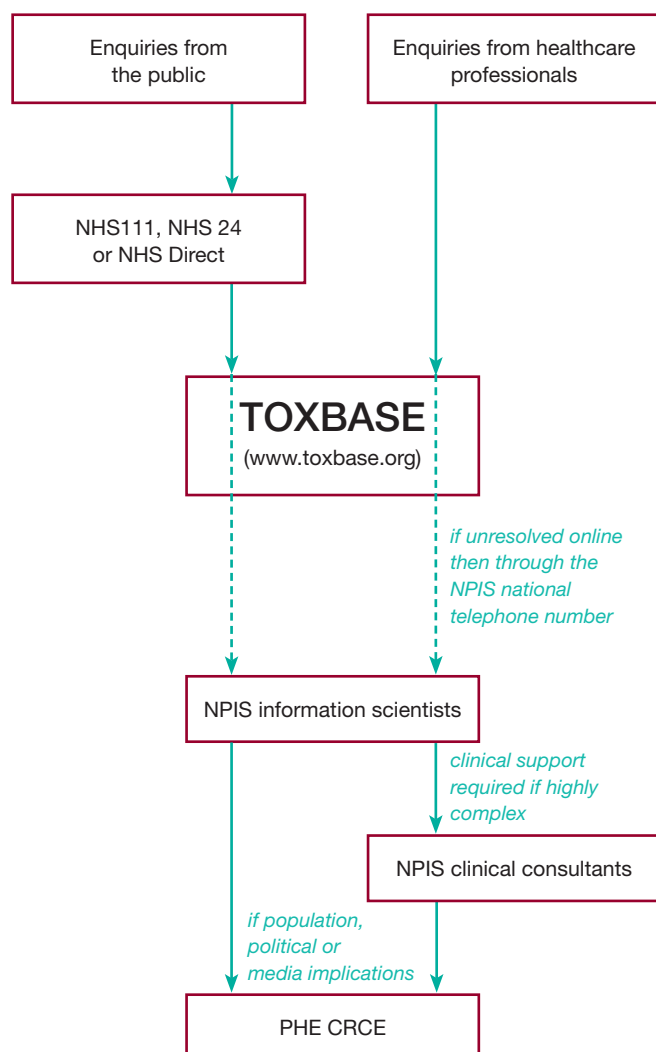 Enquiries from
the public
Enquiries from healthcare
professionals
NHS111, NHS 24
or NHS Direct
TOXBASE
(www.toxbase.org)
if unresolved online
then through the
NPIS national
telephone number
NPIS information scientists
clinical support
required if highly
complex
NPIS clinical consultants
if population,
political or
media implications
PHE CRCE